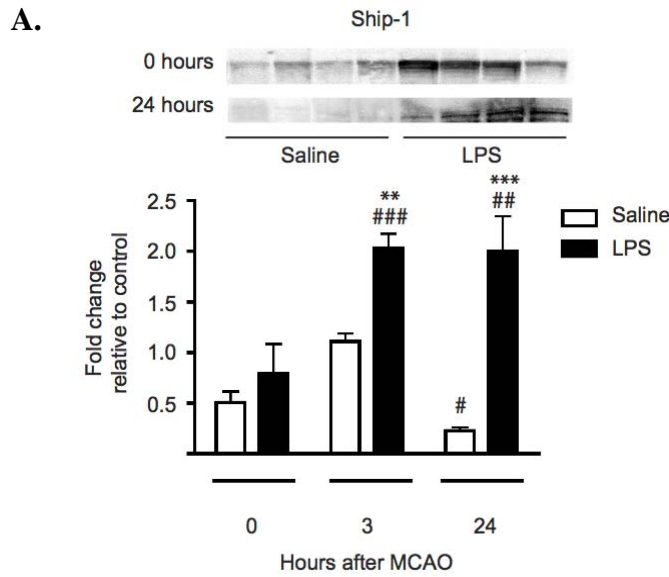 A.
Ship-1
0 hours
24 hours
Saline LPS
Saline
LPS
** ***
### ##
#
2.5
2.0
1.5
1.0
0.5
Fold change
relative to control
0 3 24
Hours after MCAO